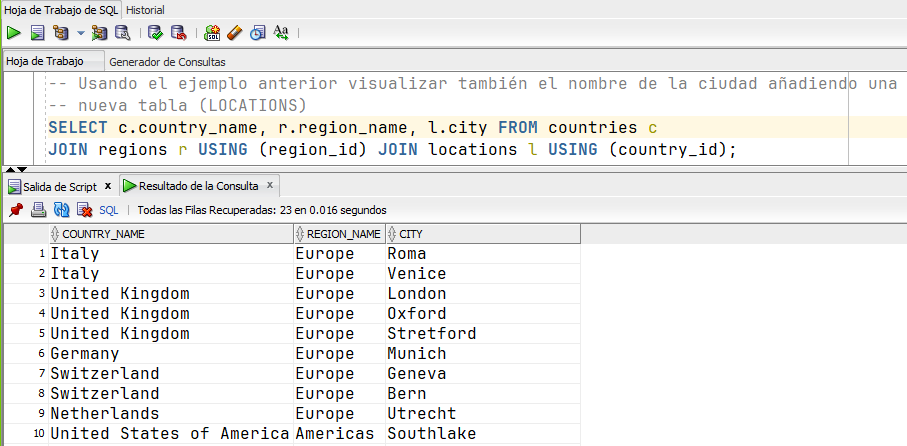 Hoja de Trabajo de SQL Historial
Hoja de Trabajo Generador de Consultas
-- Usando el ejemplo anterior visualizar también el nombre de la ciudad añadiendo una
-- nueva tabla (LOCATIONS)
SELECT c.country_name, r.region_name, l.city FROM countries c
JOIN regions r USING (region_id) JOIN locations l USING (country_id);
Salida de Script x Resultado de la Consulta x
SQL | Todas las Filas Recuperadas: 23 en 0.016 segundos
COUNTRY_NAME REGION_NAME CITY
1 Italy Europe Roma
2 Italy Europe Venice
3 United Kingdom Europe London
4 United Kingdom Europe Oxford
5 United Kingdom Europe Stretford
6 Germany Europe Munich
7 Switzerland Europe Geneva
8 Switzerland Europe Bern
9 Netherlands Europe Utrecht
10 United States of America Americas Southlake